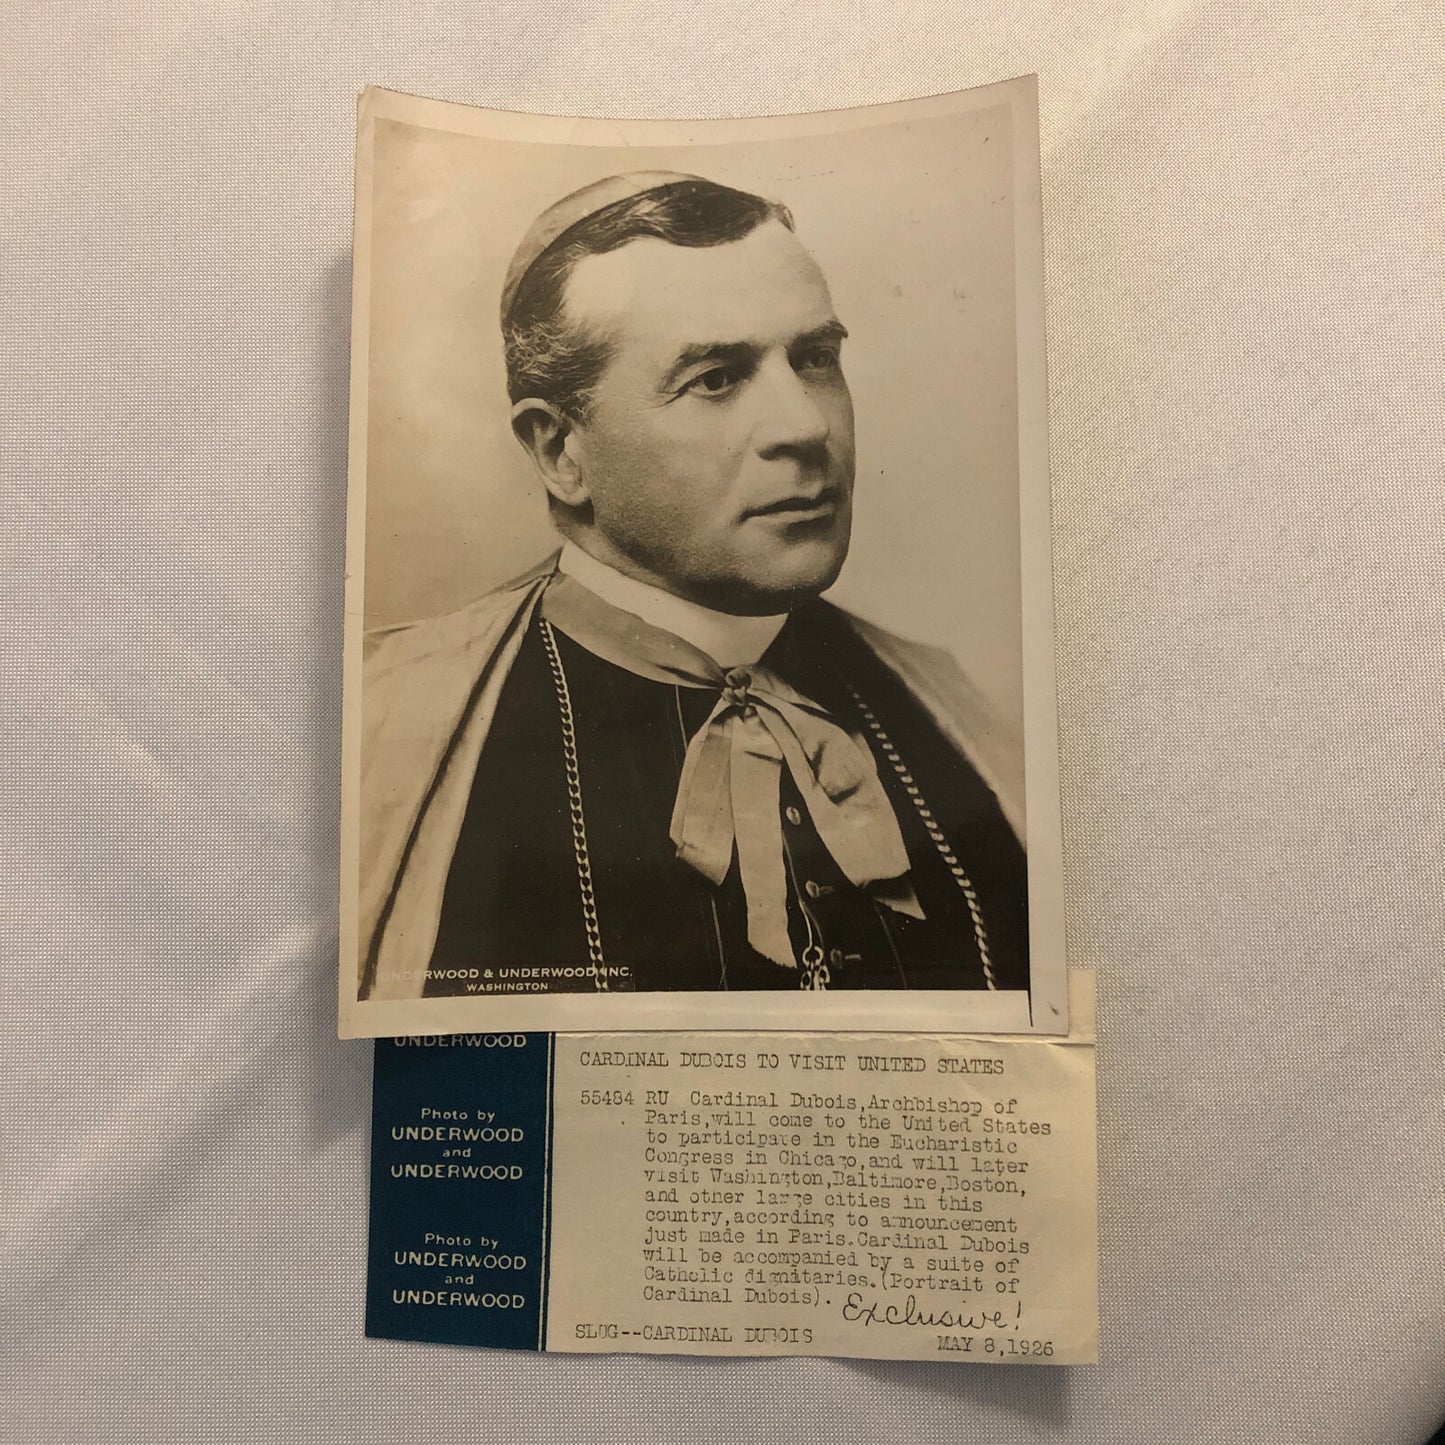 UNDERWOOD & UNDERWOOD INC.
WASHINGTON
UNDERWOOD
Photo by
UNDERWOOD
and
UNDERWOOD
Photo by
UNDERWOOD
and
UNDERWOOD
CARDINAL DUBOIS TO VISIT UNITED STATES
55484 RU Cardinal Dubois,Archbishop of
Paris,will come to the United States
to participate in the Eucharistic
Congress in Chicago,and will later
visit Washington,Baltimore,Boston,
and other large cities in this
country,according to announcement
just made in Paris.Cardinal Dubois
will be accompanied by a suite of
Catholic dignitaries.(Portrait of
Cardinal Dubois). Exclusive!
SLUG--CARDINAL DUBOIS
MAY 8,1926